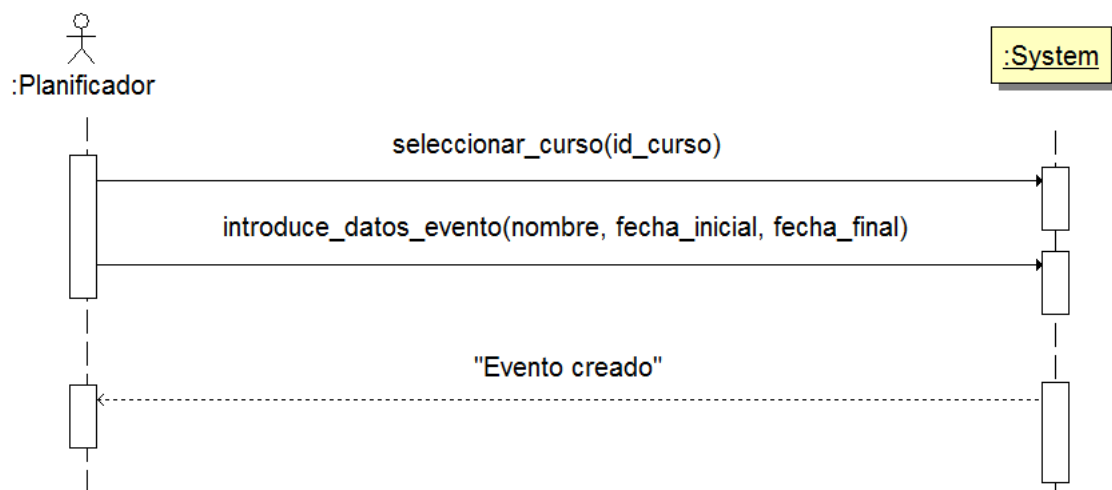 :Planificador
:System
seleccionar_curso(id_curso)
introduce_datos_evento(nombre, fecha_inicial, fecha_final)
"Evento creado"